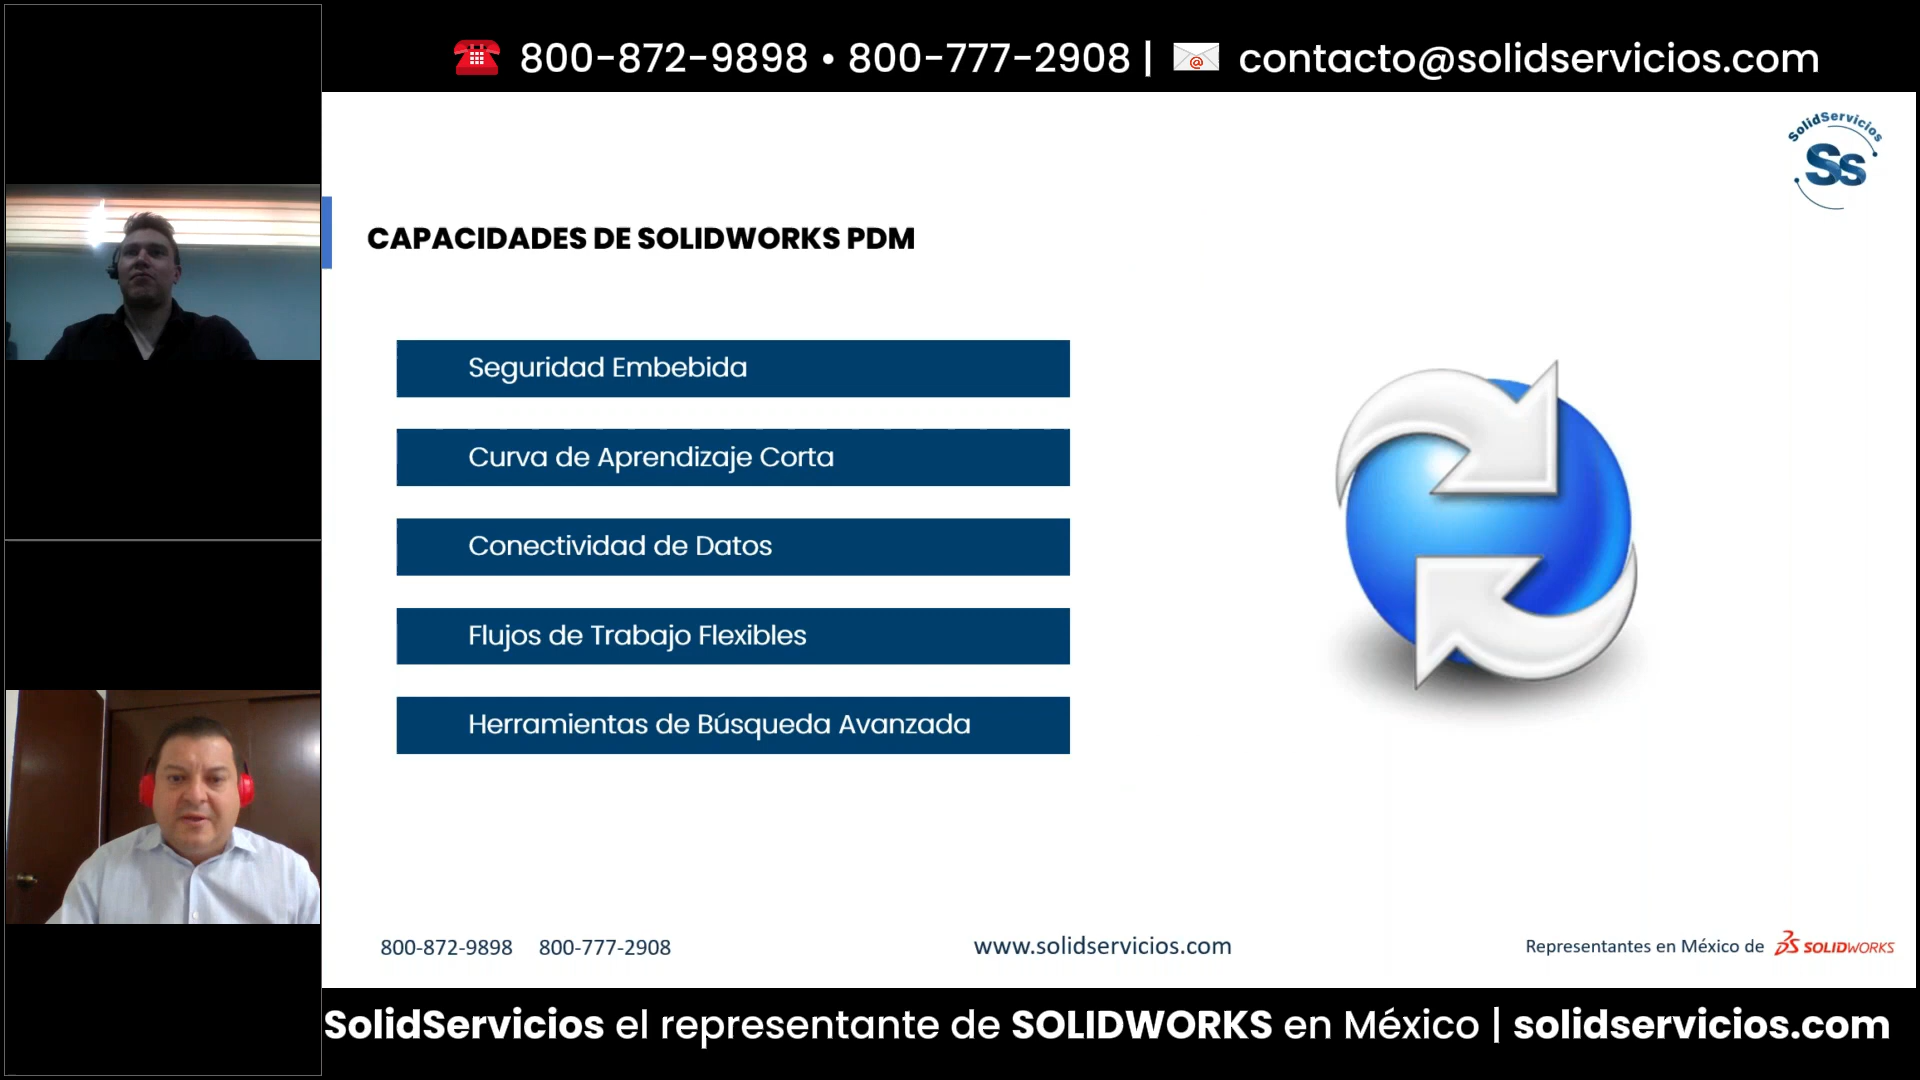 800-872-9898 • 800-777-2908 | @ contacto@solidservicios.com
SolidServicios
Ss
CAPACIDADES DE SOLIDWORKS PDM
Seguridad Embebida
Curva de Aprendizaje Corta
Conectividad de Datos
Flujos de Trabajo Flexibles
Herramientas de Búsqueda Avanzada
800-872-9898 800-777-2908
www.solidservicios.com
Representantes en México de SOLIDWORKS
SolidServicios el representante de SOLIDWORKS en México | solidservicios.com